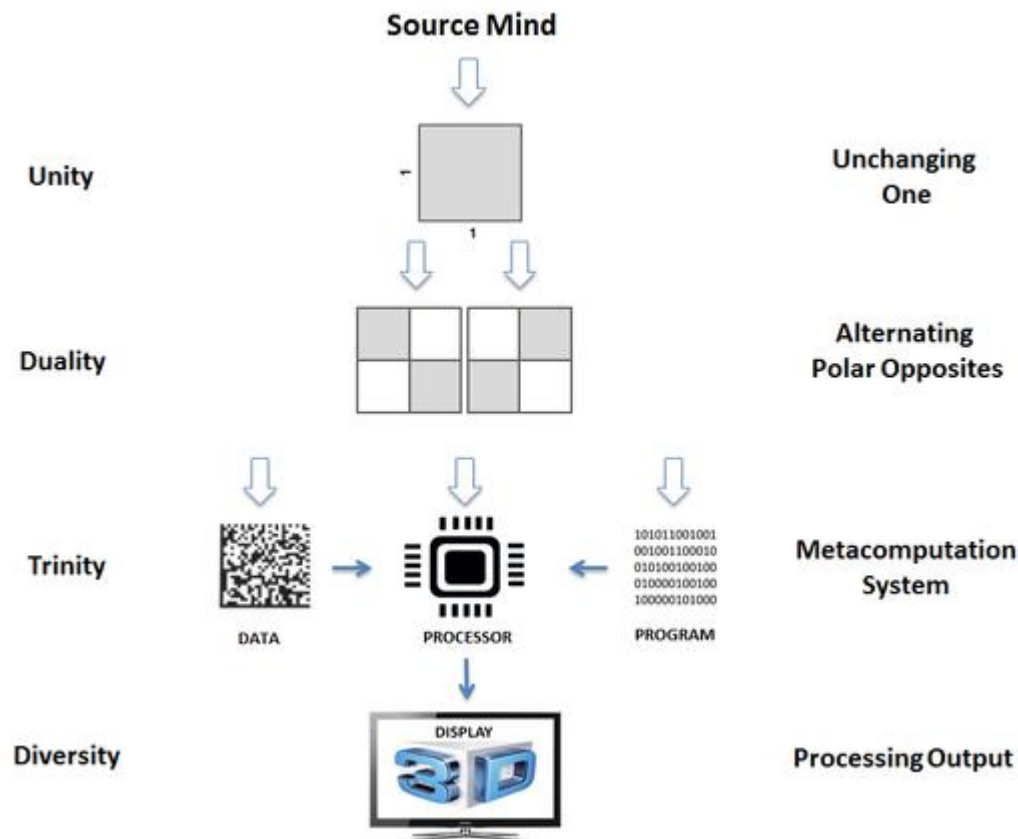 Source Mind
Unity
1
1
Unchanging
One
Duality
Alternating
Polar Opposites
Trinity
DATA
PROCESSOR
101011001001
001001100010
010100100100
010000100100
100000101000
PROGRAM
Metacomputation
System
Diversity
DISPLAY
3D
Processing Output